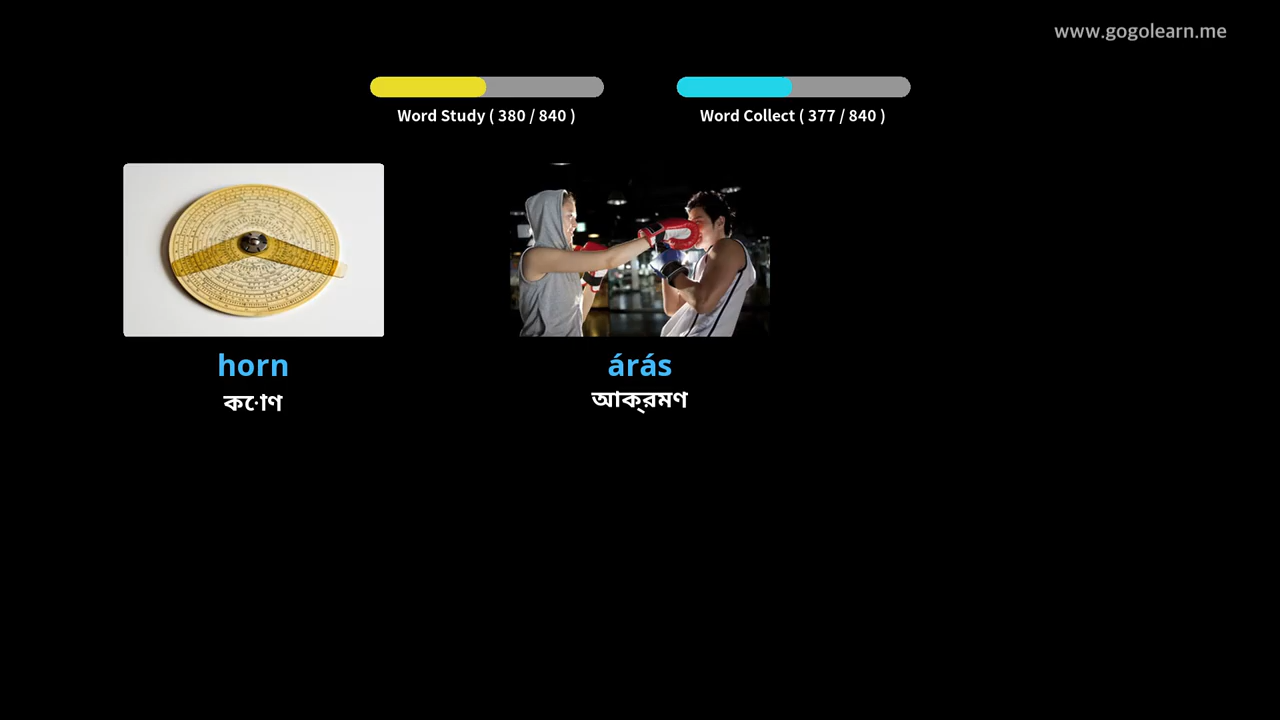 www.gogolearn.me
Word Study ( 380 / 840 )
Word Collect ( 377 / 840 )
horn
কোণ
árás
আক্রমণ